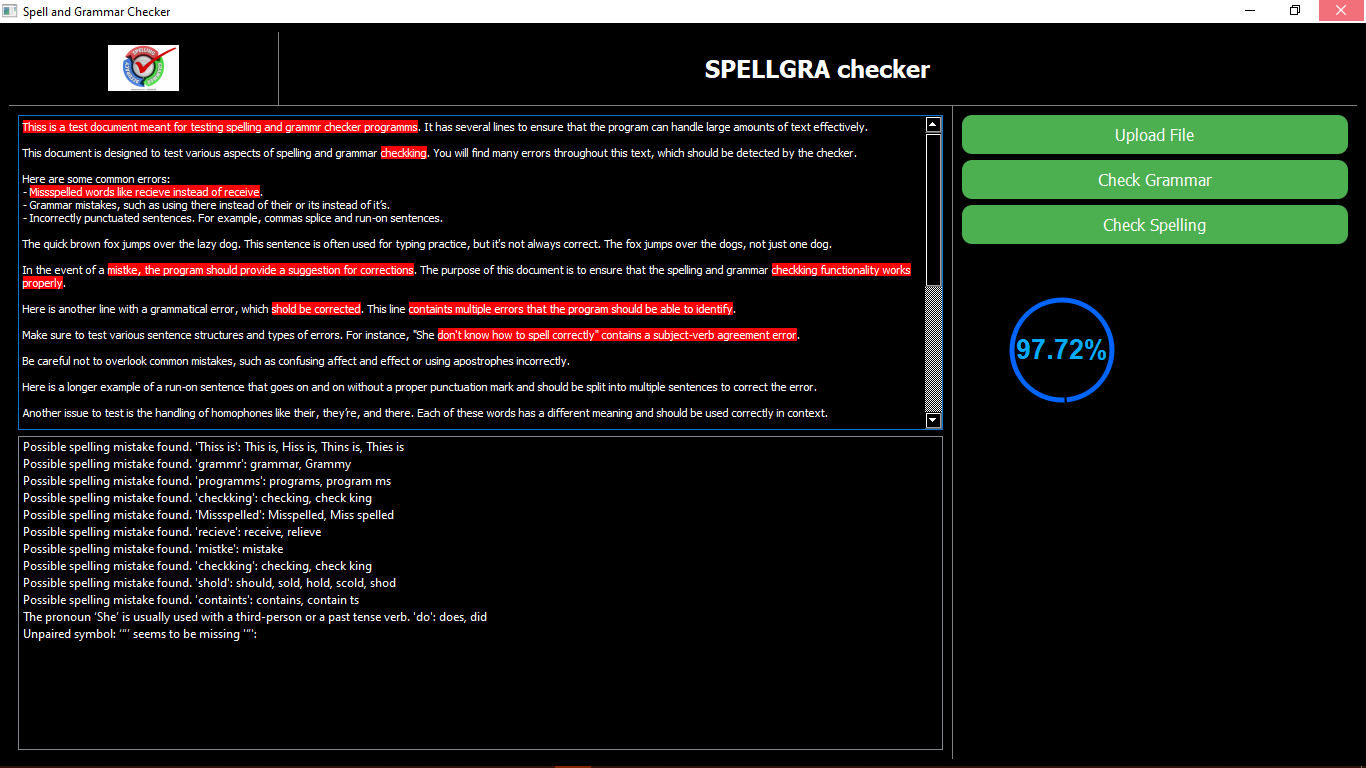 Spell and Grammar Checker
SPELLGRA checker
Thiss is a test document meant for testing spelling and grammr checker programms. It has several lines to ensure that the program can handle large amounts of text effectively.
This document is designed to test various aspects of spelling and grammar checkking. You will find many errors throughout this text, which should be detected by the checker.
Here are some common errors:
- Missspelled words like recieve instead of receive.
- Grammar mistakes, such as using there instead of their or its instead of it’s.
- Incorrectly punctuated sentences. For example, commas splice and run-on sentences.
The quick brown fox jumps over the lazy dog. This sentence is often used for typing practice, but it's not always correct. The fox jumps over the dogs, not just one dog.
In the event of a mistke, the program should provide a suggestion for corrections. The purpose of this document is to ensure that the spelling and grammar checkking functionality works
properly.
Here is another line with a grammatical error, which shold be corrected. This line containts multiple errors that the program should be able to identify.
Make sure to test various sentence structures and types of errors. For instance, "She don't know how to spell correctly" contains a subject-verb agreement error.
Be careful not to overlook common mistakes, such as confusing affect and effect or using apostrophes incorrectly.
Here is a longer example of a run-on sentence that goes on and on without a proper punctuation mark and should be split into multiple sentences to correct the error.
Another issue to test is the handling of homophones like their, they’re, and there. Each of these words has a different meaning and should be used correctly in context.
Upload File
Check Grammar
Check Spelling
97.72%
Possible spelling mistake found. 'Thiss is': This is, Hiss is, Thins is, Thies is
Possible spelling mistake found. 'grammr': grammar, Grammy
Possible spelling mistake found. 'programms': programs, program ms
Possible spelling mistake found. 'checkking': checking, check king
Possible spelling mistake found. 'Missspelled': Misspelled, Miss spelled
Possible spelling mistake found. 'recieve': receive, relieve
Possible spelling mistake found. 'mistke': mistake
Possible spelling mistake found. 'checkking': checking, check king
Possible spelling mistake found. 'shold': should, sold, hold, scold, shod
Possible spelling mistake found. 'containts': contains, contain ts
The pronoun ‘She’ is usually used with a third-person or a past tense verb. 'do': does, did
Unpaired symbol: ‘"’ seems to be missing '“':